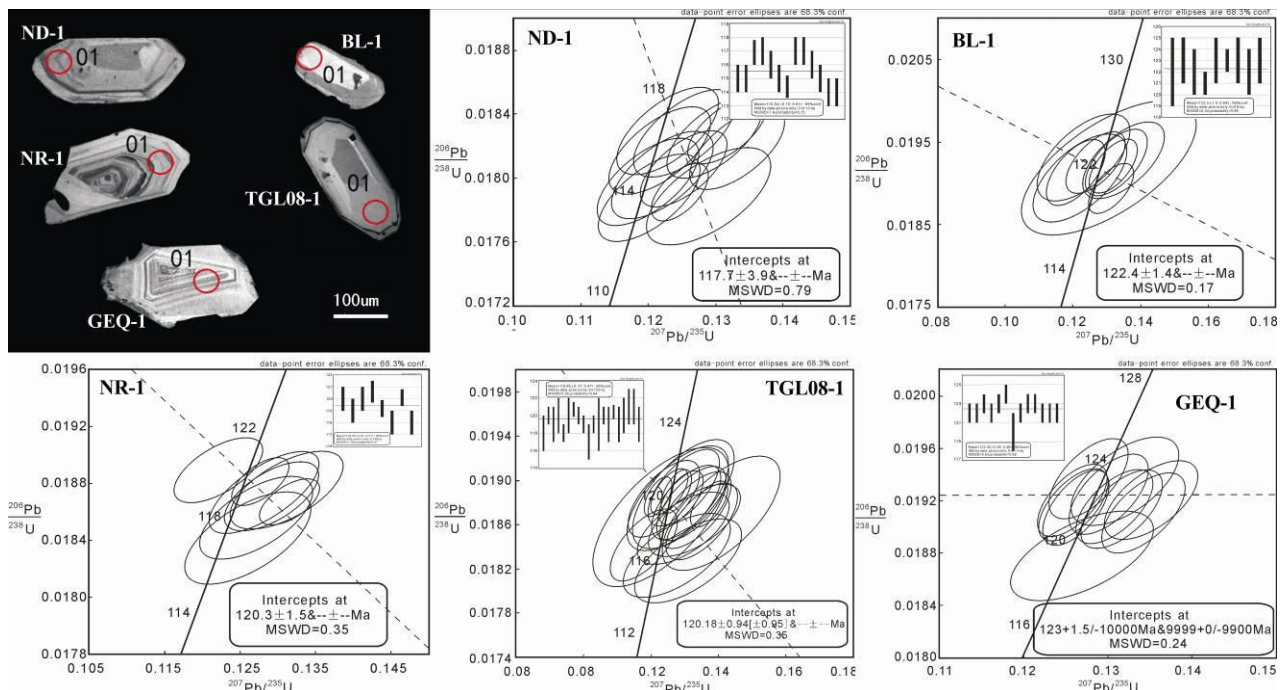 ND-1
01
BL-1
01
NR-1
01
TGL08-1
01
01
GEQ-1
100um
data-point error ellipses are 68.3% conf.
ND-1
0.0188
0.0184
0.0180
0.0176
0.0172
206Pb
238U
118
114
110
Intercepts at
117.7±3.9&--±--Ma
MSWD=0.79
0.10 0.11 0.12 0.13 0.14 0.15
207Pb/235U
data-point error ellipses are 68.3% conf.
BL-1
0.0205
0.0195
0.0185
0.0175
206Pb
238U
130
122
114
Intercepts at
122.4±1.4&--±--Ma
MSWD=0.17
0.08 0.10 0.12 0.14 0.16 0.18
207Pb/235U
data-point error ellipses are 68.3% conf.
NR-1
0.0196
0.0192
0.0188
0.0184
0.0180
0.0178
206Pb
238U
122
118
114
Intercepts at
120.3±1.5&--±--Ma
MSWD=0.35
0.105 0.115 0.125 0.135 0.145
data-point error ellipses are 68.3% conf.
TGL08-1
0.0198
0.0194
0.0190
0.0186
0.0182
0.0178
0.0174
206Pb
238U
124
120
116
112
Intercepts at
120.18±0.94[±0.95]&--±--Ma
MSWD=0.35
0.10 0.11 0.12 0.13 0.14 0.15 0.16 0.18
207Pb/235U
data-point error ellipses are 68.3% conf.
GEQ-1
0.0202
0.0196
0.0192
0.0188
0.0184
0.0180
206Pb
238U
128
124
120
116
Intercepts at
123+1.5/-10000Ma&9999+0/-9900Ma
MSWD=0.24
0.11 0.12 0.13 0.14 0.15
207Pb/235U